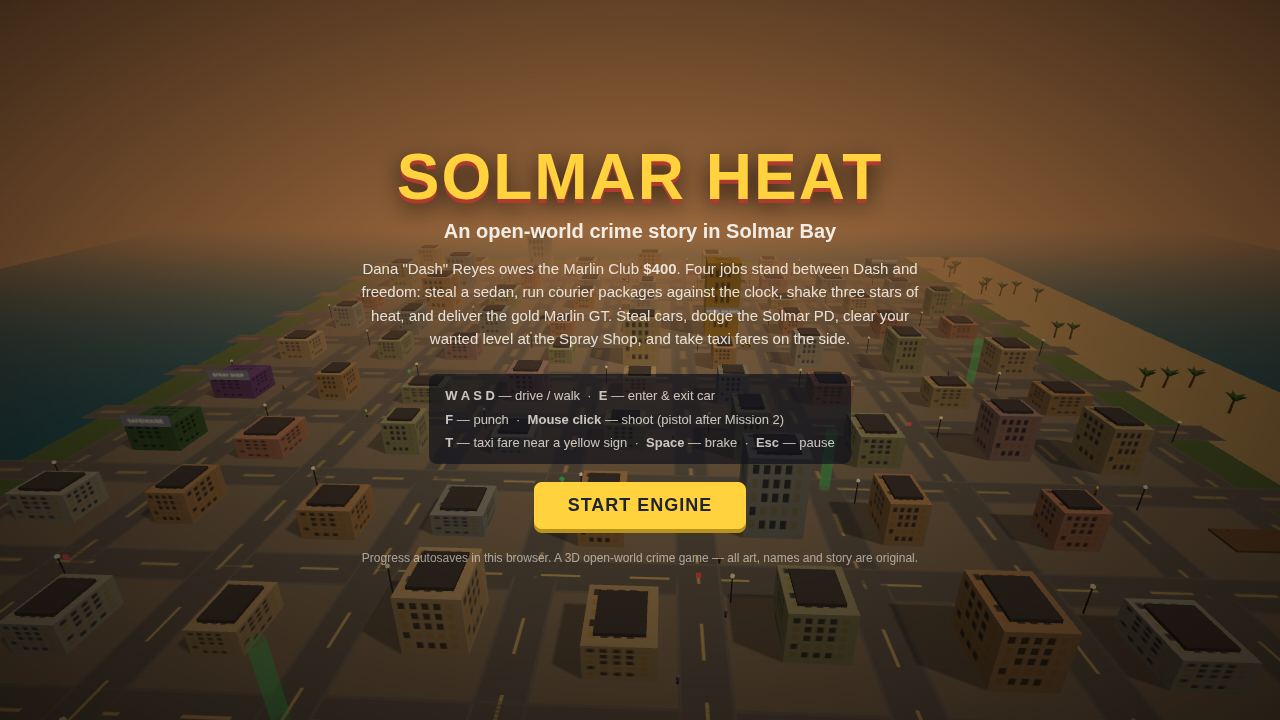 SOLMAR HEAT
An open-world crime story in Solmar Bay
Dana "Dash" Reyes owes the Marlin Club $400. Four jobs stand between Dash and
freedom: steal a sedan, run courier packages against the clock, shake three stars of
heat, and deliver the gold Marlin GT. Steal cars, dodge the Solmar PD, clear your
wanted level at the Spray Shop, and take taxi fares on the side.
SPRAY SHOP
W A S D — drive / walk · E — enter & exit car
SAFEHOUSE
F — punch · Mouse click — shoot (pistol after Mission 2)
T — taxi fare near a yellow sign · Space — brake · Esc — pause
START ENGINE
Progress autosaves in this browser. A 3D open-world crime game — all art, names and story are original.